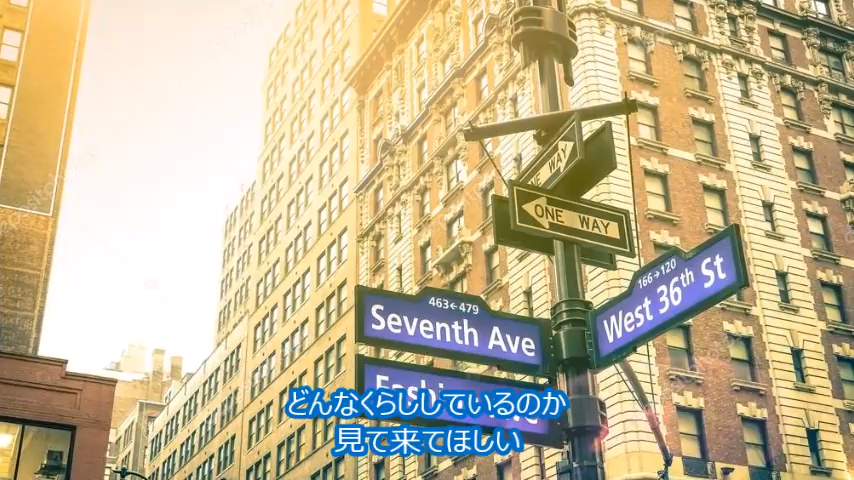 ONE WAY
ONE WAY
463←479
Seventh Ave
166→120
West 36th St
どんなくらししているのか
見て来てほしい